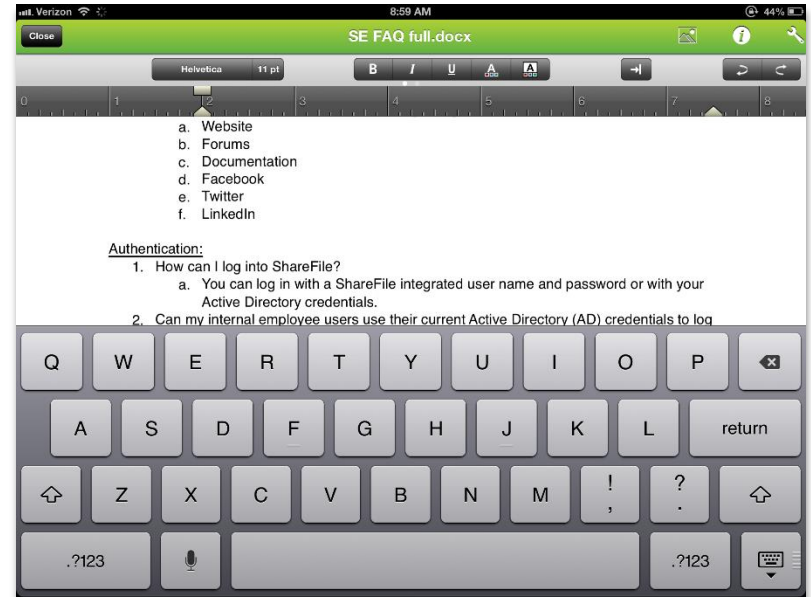 Verizon 8:59 AM 44%
Close SE FAQ full.docx
Helvetica 11 pt B I U A A
0 1 2 3 4 5 6 7 8
a. Website
b. Forums
c. Documentation
d. Facebook
e. Twitter
f. LinkedIn
Authentication:
1. How can I log into ShareFile?
a. You can log in with a ShareFile integrated user name and password or with your
Active Directory credentials.
2. Can my internal employee users use their current Active Directory (AD) credentials to log
Q W E R T Y U I O P
A S D F G H J K L return
Z X C V B N M ! , ? .
.?123 .?123